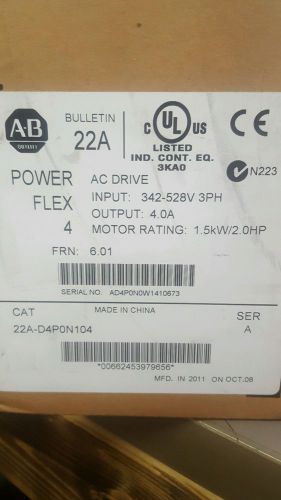 A-B
QUALITY
BULLETIN
22A
C UL US
LISTED
IND. CONT. EQ.
3KA0
N223
POWER
FLEX
4
AC DRIVE
INPUT: 342-528V 3PH
OUTPUT: 4.0A
MOTOR RATING: 1.5kW/2.0HP
FRN: 6.01
SERIAL NO. AD4P0N0W1410673
CAT
MADE IN CHINA
SER
22A-D4P0N104
A
*00662453979656*
MFD. IN 2011 ON OCT.08